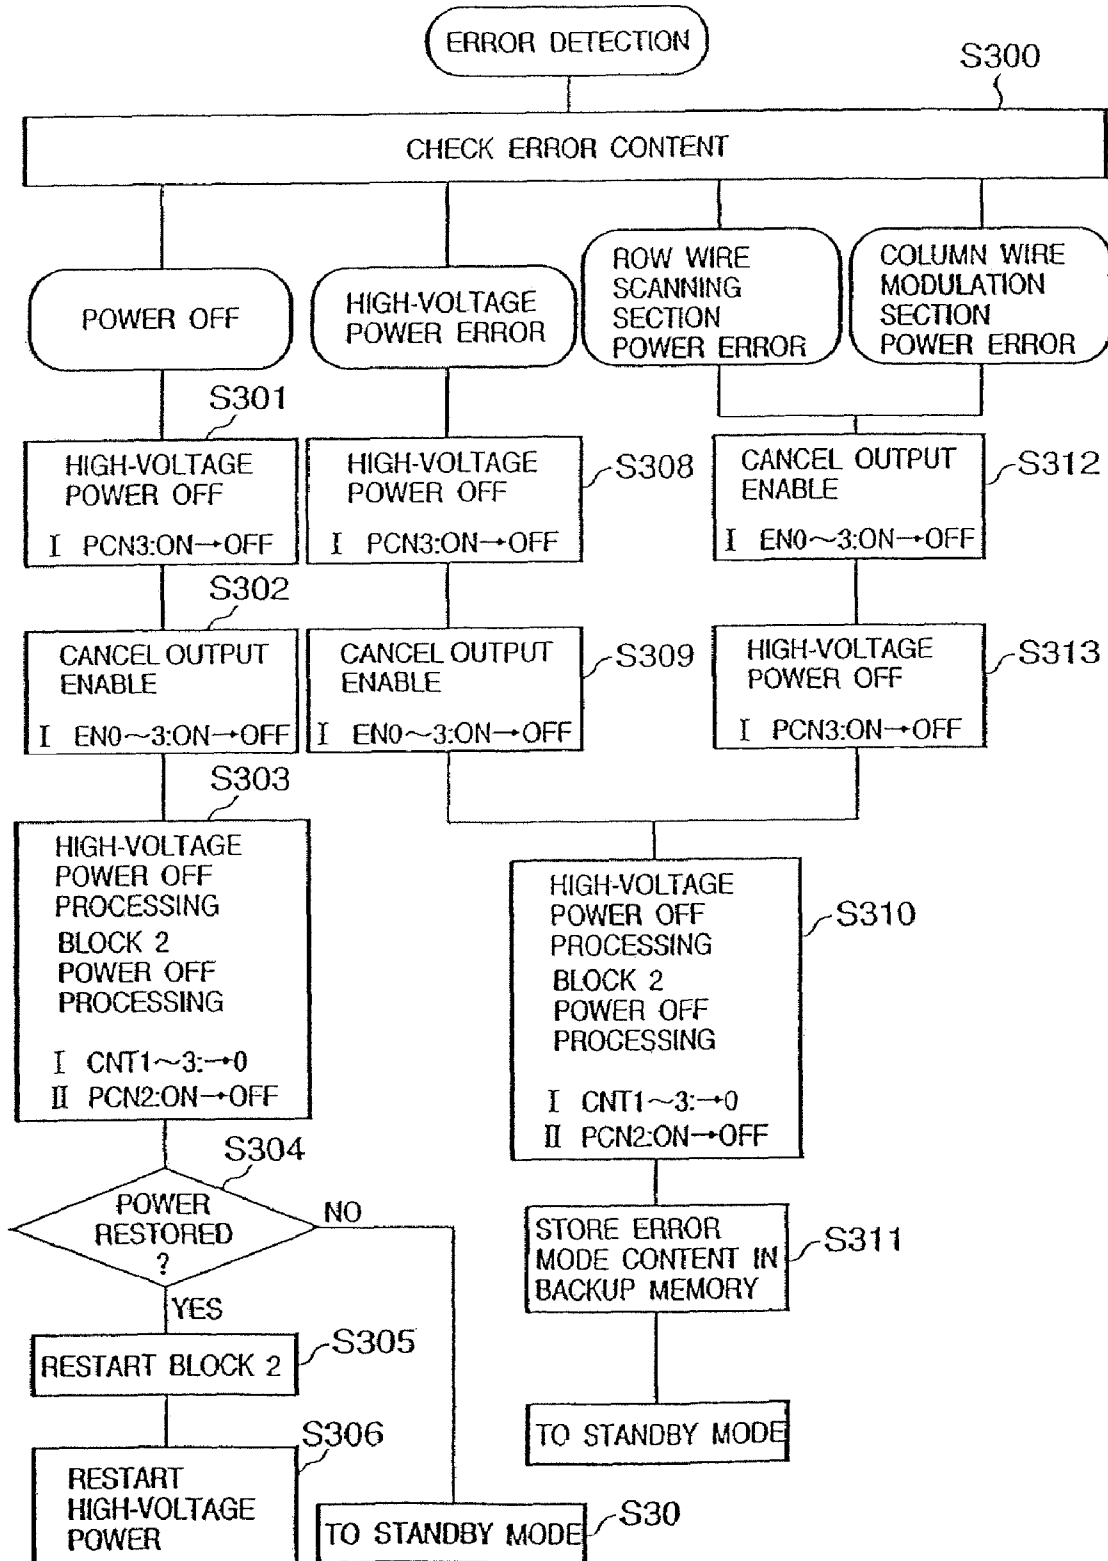 ERROR DETECTION
S300
CHECK ERROR CONTENT
POWER OFF
HIGH-VOLTAGE
POWER ERROR
ROW WIRE
SCANNING
SECTION
POWER ERROR
COLUMN WIRE
MODULATION
SECTION
POWER ERROR
S301
HIGH-VOLTAGE
POWER OFF
I PCN3:ON→OFF
S308
HIGH-VOLTAGE
POWER OFF
I PCN3:ON→OFF
S312
CANCEL OUTPUT
ENABLE
I EN0~3:ON→OFF
S302
CANCEL OUTPUT
ENABLE
I EN0~3:ON→OFF
S309
CANCEL OUTPUT
ENABLE
I EN0~3:ON→OFF
S313
HIGH-VOLTAGE
POWER OFF
I PCN3:ON→OFF
S303
HIGH-VOLTAGE
POWER OFF
PROCESSING
BLOCK 2
POWER OFF
PROCESSING
I CNT1~3:→0
II PCN2:ON→OFF
S310
HIGH-VOLTAGE
POWER OFF
PROCESSING
BLOCK 2
POWER OFF
PROCESSING
I CNT1~3:→0
II PCN2:ON→OFF
S304
POWER
RESTORED
?
NO
YES
S311
STORE ERROR
MODE CONTENT IN
BACKUP MEMORY
S305
RESTART BLOCK 2
TO STANDBY MODE
S306
RESTART
HIGH-VOLTAGE
POWER
TO STANDBY MODE
S30